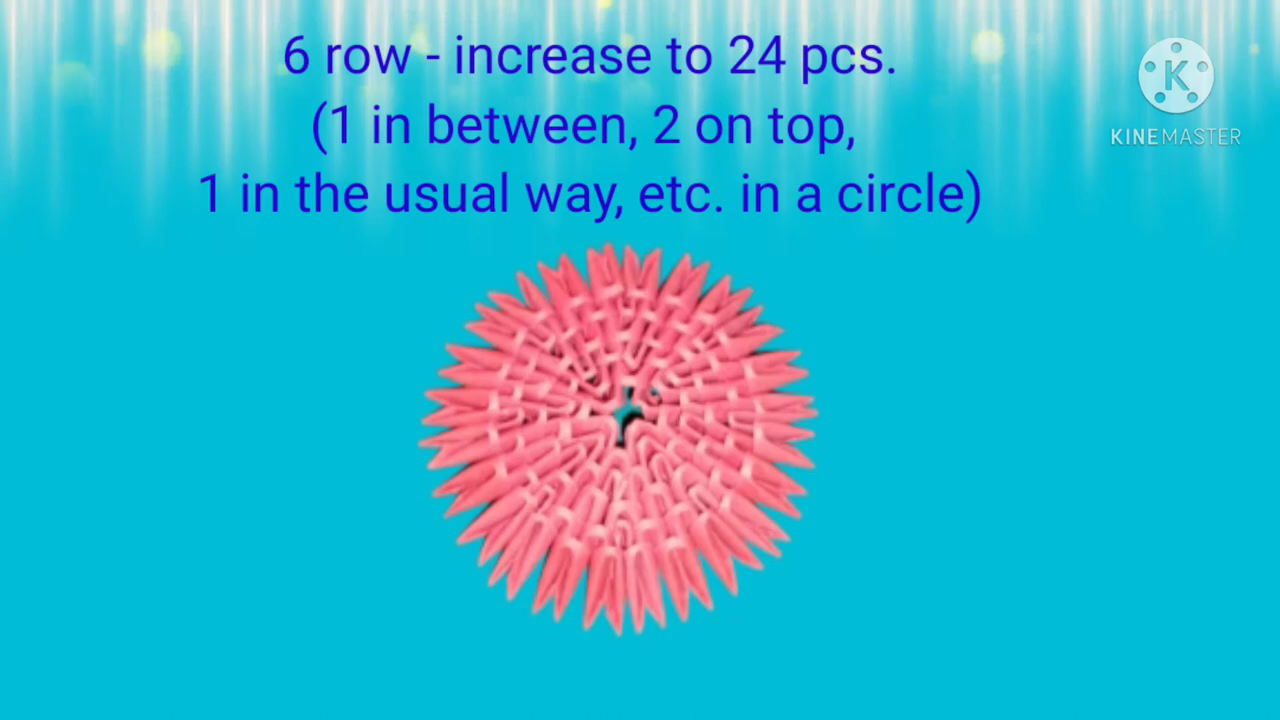 6 row - increase to 24 pcs.
(1 in between, 2 on top,
1 in the usual way, etc. in a circle)
K
KINEMASTER